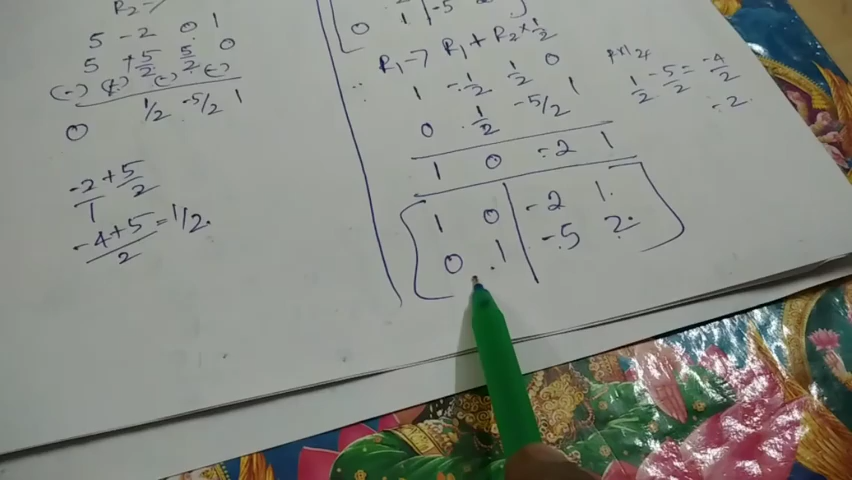 R₂ →
5 -2 0 1
5 +5/2 5/2 0
(-) (-) (-) (-)
0 1/2 -5/2 1
-2/1 + 5/2
-4+5/2 = 1/2.
0 1 | -5
R₁ → R₁ + R₂ × 1/2
1 -1/2 1/2 0
0 1/2 -5/2 1
1 0 -2 1
1 0 | -2 1
0 1 | -5 2
1/2 - 5/2 = -4/2
= -2